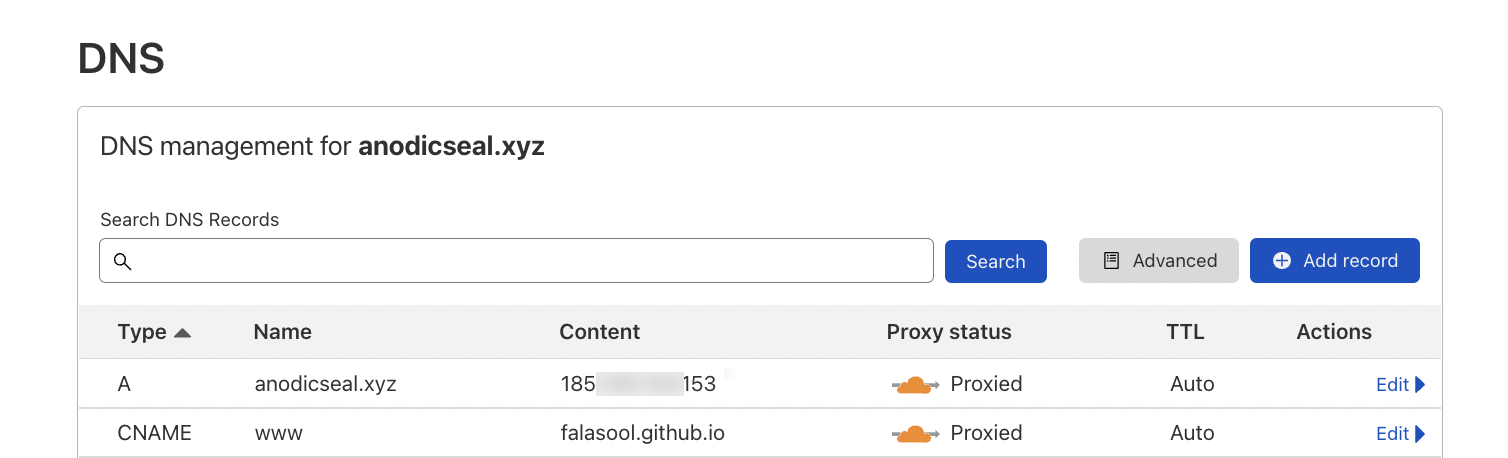 DNS
DNS management for anodicseal.xyz
Search DNS Records
Search Advanced Add record
Type Name Content Proxy status TTL Actions
A anodicseal.xyz 185 153 Proxied Auto Edit
CNAME www falasool.github.io Proxied Auto Edit